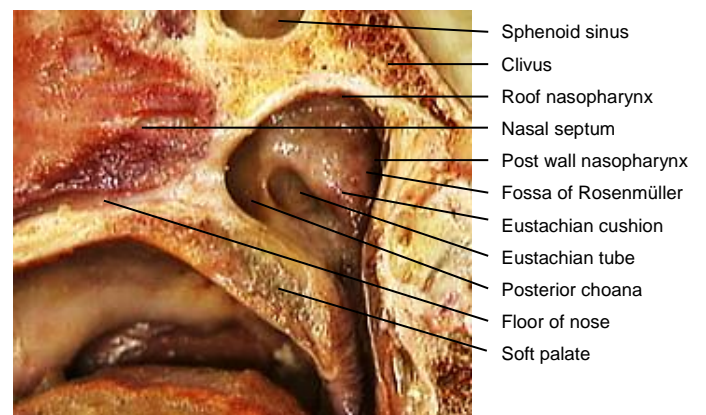 Sphenoid sinus
Clivus
Roof nasopharynx
Nasal septum
Post wall nasopharynx
Fossa of Rosenmüller
Eustachian cushion
Eustachian tube
Posterior choana
Floor of nose
Soft palate